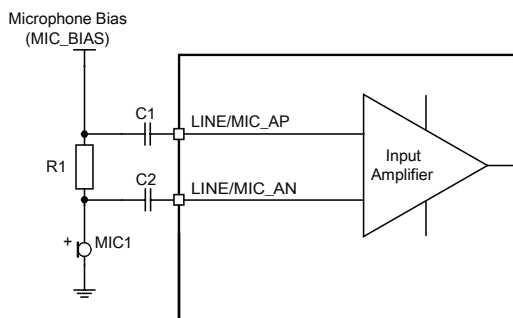 Microphone Bias
(MIC_BIAS)
C1
LINE/MIC_AP
R1
Input
Amplifier
C2
LINE/MIC_AN
+
MIC1